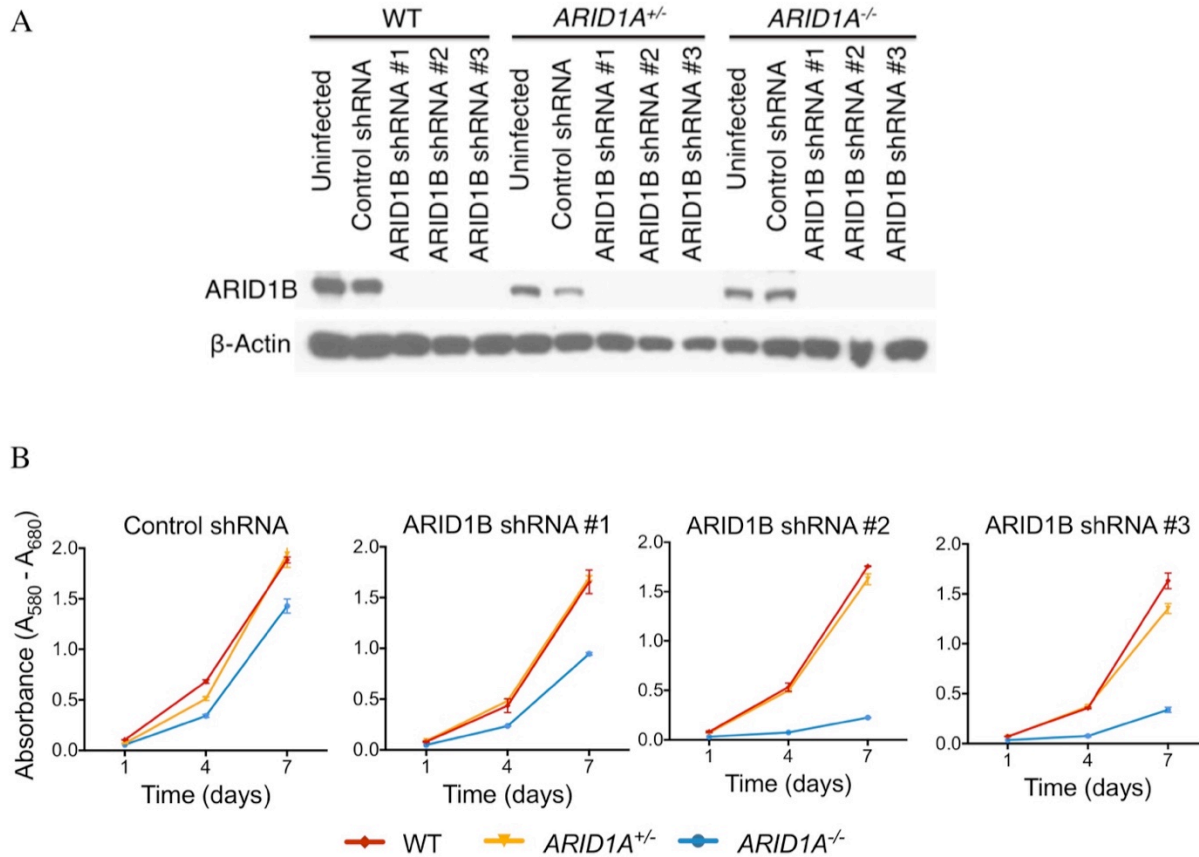 A
WT ARID1A+/- ARID1A-/-
Uninfected
Control shRNA
ARID1B shRNA #1
ARID1B shRNA #2
ARID1B shRNA #3
Uninfected
Control shRNA
ARID1B shRNA #1
ARID1B shRNA #2
ARID1B shRNA #3
Uninfected
Control shRNA
ARID1B shRNA #1
ARID1B shRNA #2
ARID1B shRNA #3
ARID1B
β-Actin
B
Absorbance (A580 - A680)
Control shRNA
2.0
1.5
1.0
0.5
0.0
1 4 7
Time (days)
ARID1B shRNA #1
2.0
1.5
1.0
0.5
0.0
1 4 7
Time (days)
ARID1B shRNA #2
2.0
1.5
1.0
0.5
0.0
1 4 7
Time (days)
ARID1B shRNA #3
2.0
1.5
1.0
0.5
0.0
1 4 7
Time (days)
WT ARID1A+/- ARID1A-/-